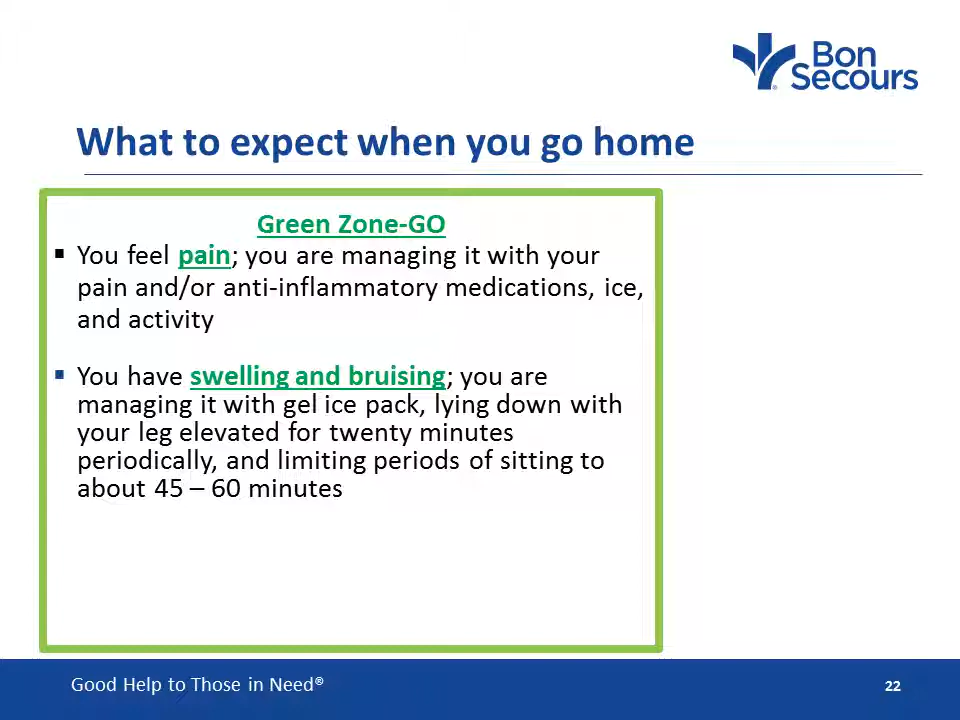 Bon
Secours
What to expect when you go home
Green Zone-GO
▪ You feel pain; you are managing it with your
pain and/or anti-inflammatory medications, ice,
and activity
▪ You have swelling and bruising; you are
managing it with gel ice pack, lying down with
your leg elevated for twenty minutes
periodically, and limiting periods of sitting to
about 45 – 60 minutes
Good Help to Those in Need®
22